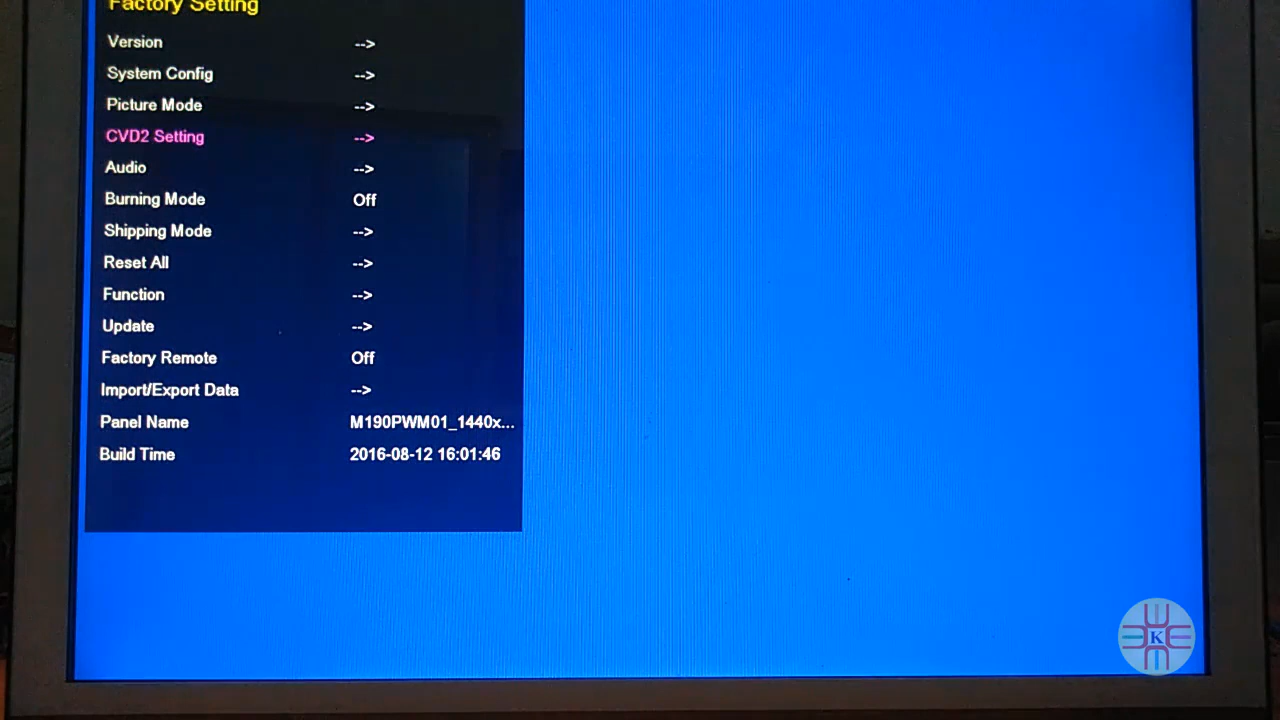 Factory Setting
Version -->
System Config -->
Picture Mode -->
CVD2 Setting -->
Audio -->
Burning Mode Off
Shipping Mode -->
Reset All -->
Function -->
Update -->
Factory Remote Off
Import/Export Data -->
Panel Name M190PWM01_1440x...
Build Time 2016-08-12 16:01:46
K